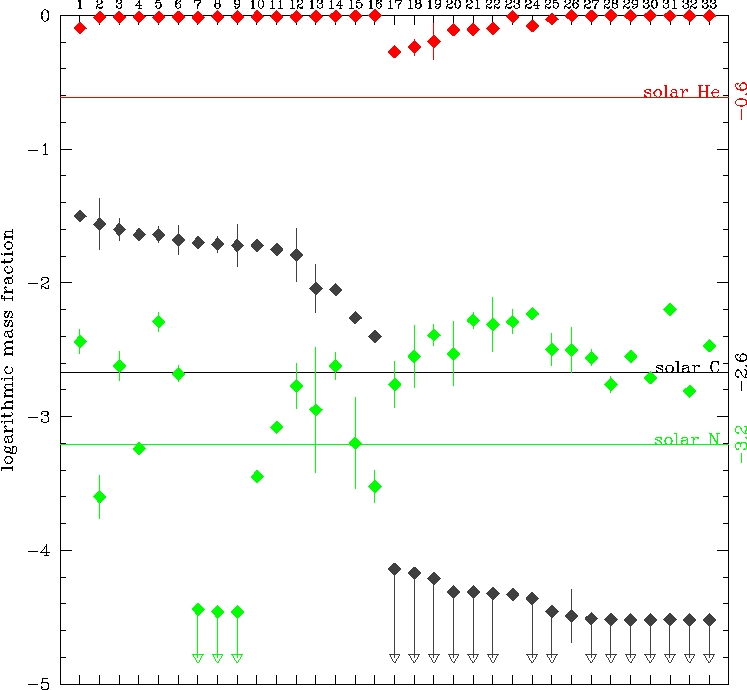 1 2 3 4 5 6 7 8 9 10 11 12 13 14 15 16 17 18 19 20 21 22 23 24 25 26 27 28 29 30 31 32 33
0
solar He
−0.6
−1
logarithmic mass fraction
−2
solar C
−2.6
−3
solar N
−3.2
−4
−5